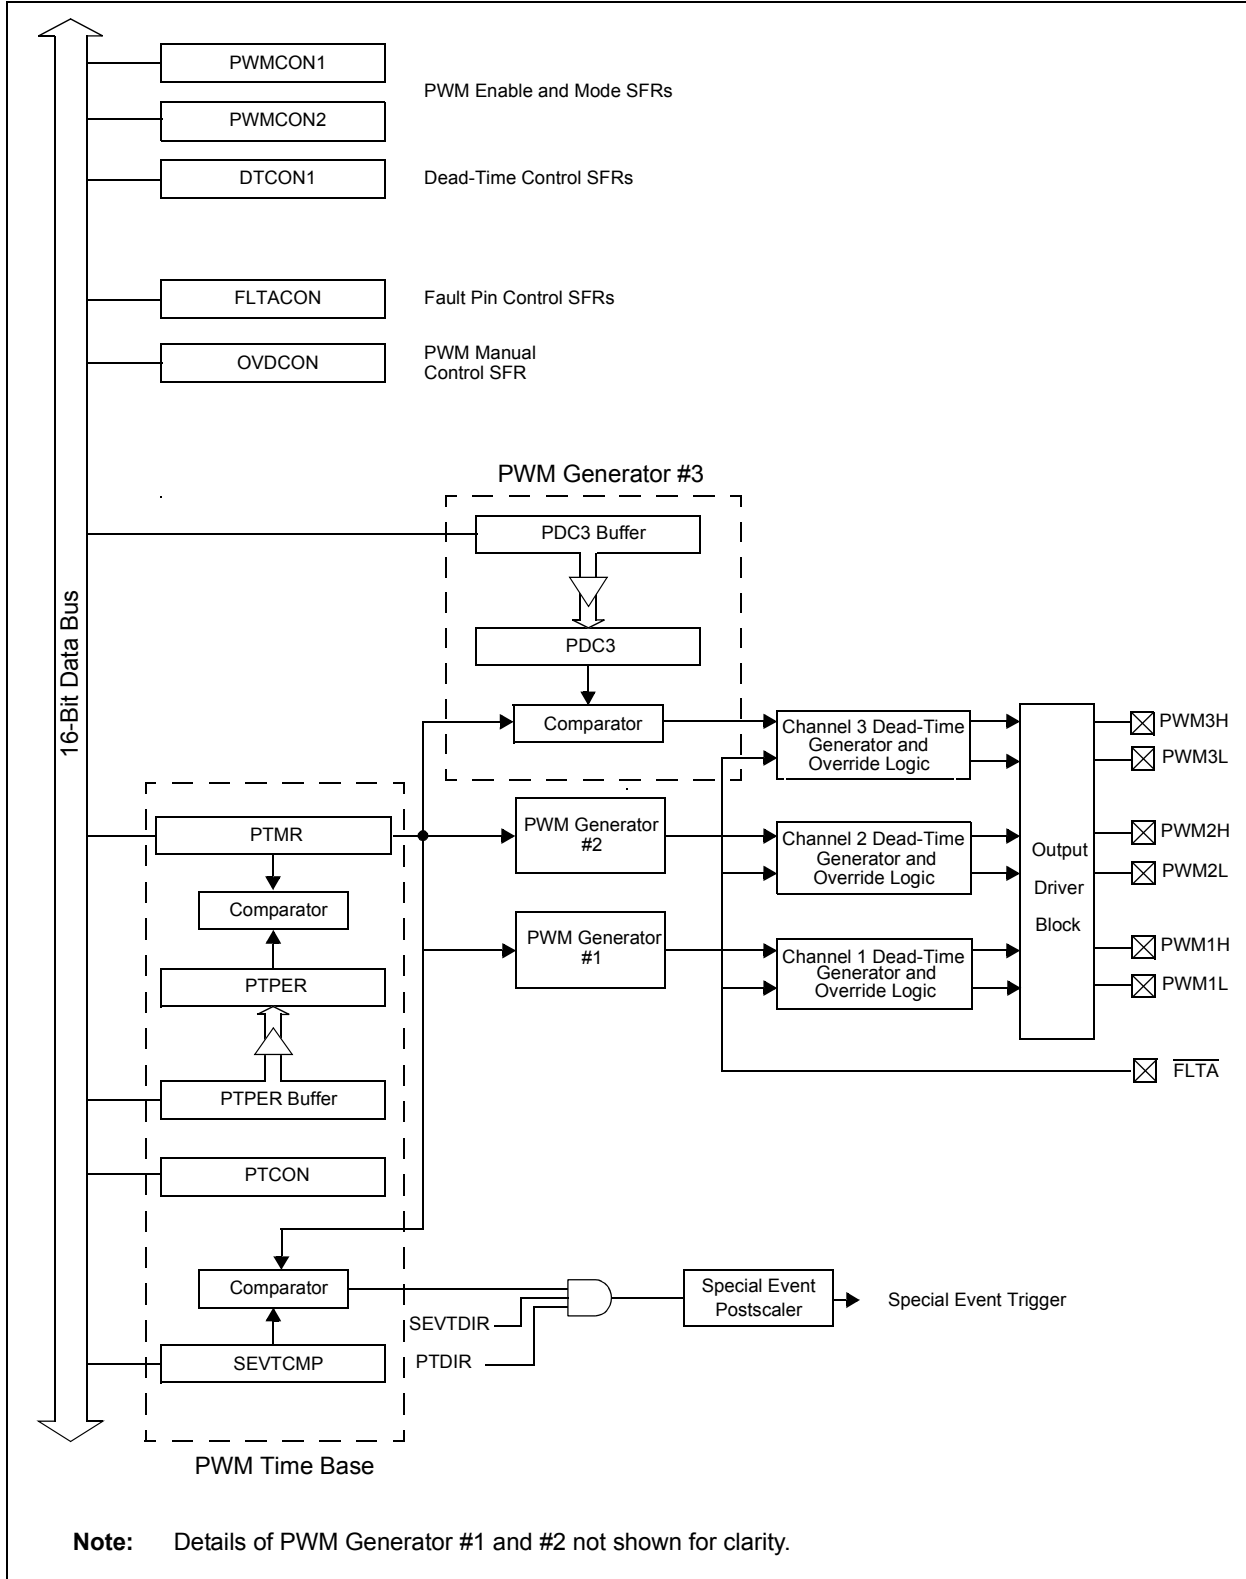 PWMCON1
PWM Enable and Mode SFRs
PWMCON2
DTCON1
Dead-Time Control SFRs
FLTACON
Fault Pin Control SFRs
OVDCON
PWM Manual
Control SFR
PWM Generator #3
PDC3 Buffer
16-Bit Data Bus
PDC3
Comparator
Channel 3 Dead-Time
Generator and
Override Logic
PWM3H
PWM3L
PTMR
PWM Generator
#2
Channel 2 Dead-Time
Generator and
Override Logic
PWM2H
PWM2L
Output
Driver
Block
Comparator
PWM Generator
#1
Channel 1 Dead-Time
Generator and
Override Logic
PWM1H
PWM1L
PTPER
FLTA
PTPER Buffer
PTCON
Comparator
SEVTDIR
PTDIR
Special Event
Postscaler
Special Event Trigger
SEVTCMP
PWM Time Base
Note: Details of PWM Generator #1 and #2 not shown for clarity.